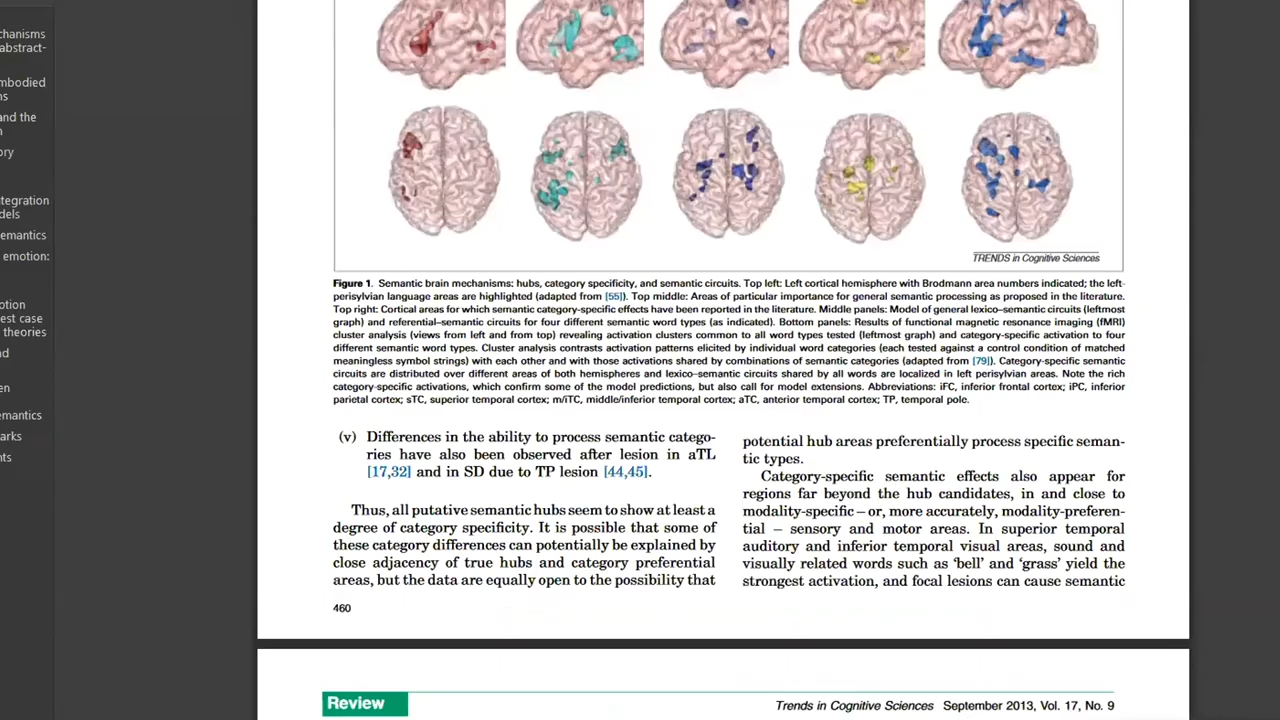 chanisms
abstract-
mbodied
ns
and the
n
ory
tegration
dels
emantics
emotion:
otion
est case
theories
nd
en
emantics
arks
nts
TRENDS in Cognitive Sciences
Figure 1. Semantic brain mechanisms: hubs, category specificity, and semantic circuits. Top left: Left cortical hemisphere with Brodmann area numbers indicated; the left-
perisylvian language areas are highlighted (adapted from [55]). Top middle: Areas of particular importance for general semantic processing as proposed in the literature.
Top right: Cortical areas for which semantic category-specific effects have been reported in the literature. Middle panels: Model of general lexico–semantic circuits (leftmost
graph) and referential–semantic circuits for four different semantic word types (as indicated). Bottom panels: Results of functional magnetic resonance imaging (fMRI)
cluster analysis (views from left and from top) revealing activation clusters common to all word types tested (leftmost graph) and category-specific activation to four
different semantic word types. Cluster analysis contrasts activation patterns elicited by individual word categories (each tested against a control condition of matched
meaningless symbol strings) with each other and with those activations shared by combinations of semantic categories (adapted from [79]). Category-specific semantic
circuits are distributed over different areas of both hemispheres and lexico–semantic circuits shared by all words are localized in left perisylvian areas. Note the rich
category-specific activations, which confirm some of the model predictions, but also call for model extensions. Abbreviations: iFC, inferior frontal cortex; iPC, inferior
parietal cortex; sTC, superior temporal cortex; m/iTC, middle/inferior temporal cortex; aTC, anterior temporal cortex; TP, temporal pole.
(v) Differences in the ability to process semantic catego-
ries have also been observed after lesion in aTL
[17,32] and in SD due to TP lesion [44,45].
Thus, all putative semantic hubs seem to show at least a
degree of category specificity. It is possible that some of
these category differences can potentially be explained by
close adjacency of true hubs and category preferential
areas, but the data are equally open to the possibility that
potential hub areas preferentially process specific seman-
tic types.
Category-specific semantic effects also appear for
regions far beyond the hub candidates, in and close to
modality-specific – or, more accurately, modality-preferen-
tial – sensory and motor areas. In superior temporal
auditory and inferior temporal visual areas, sound and
visually related words such as 'bell' and 'grass' yield the
strongest activation, and focal lesions can cause semantic
460
Review
Trends in Cognitive Sciences September 2013, Vol. 17, No. 9